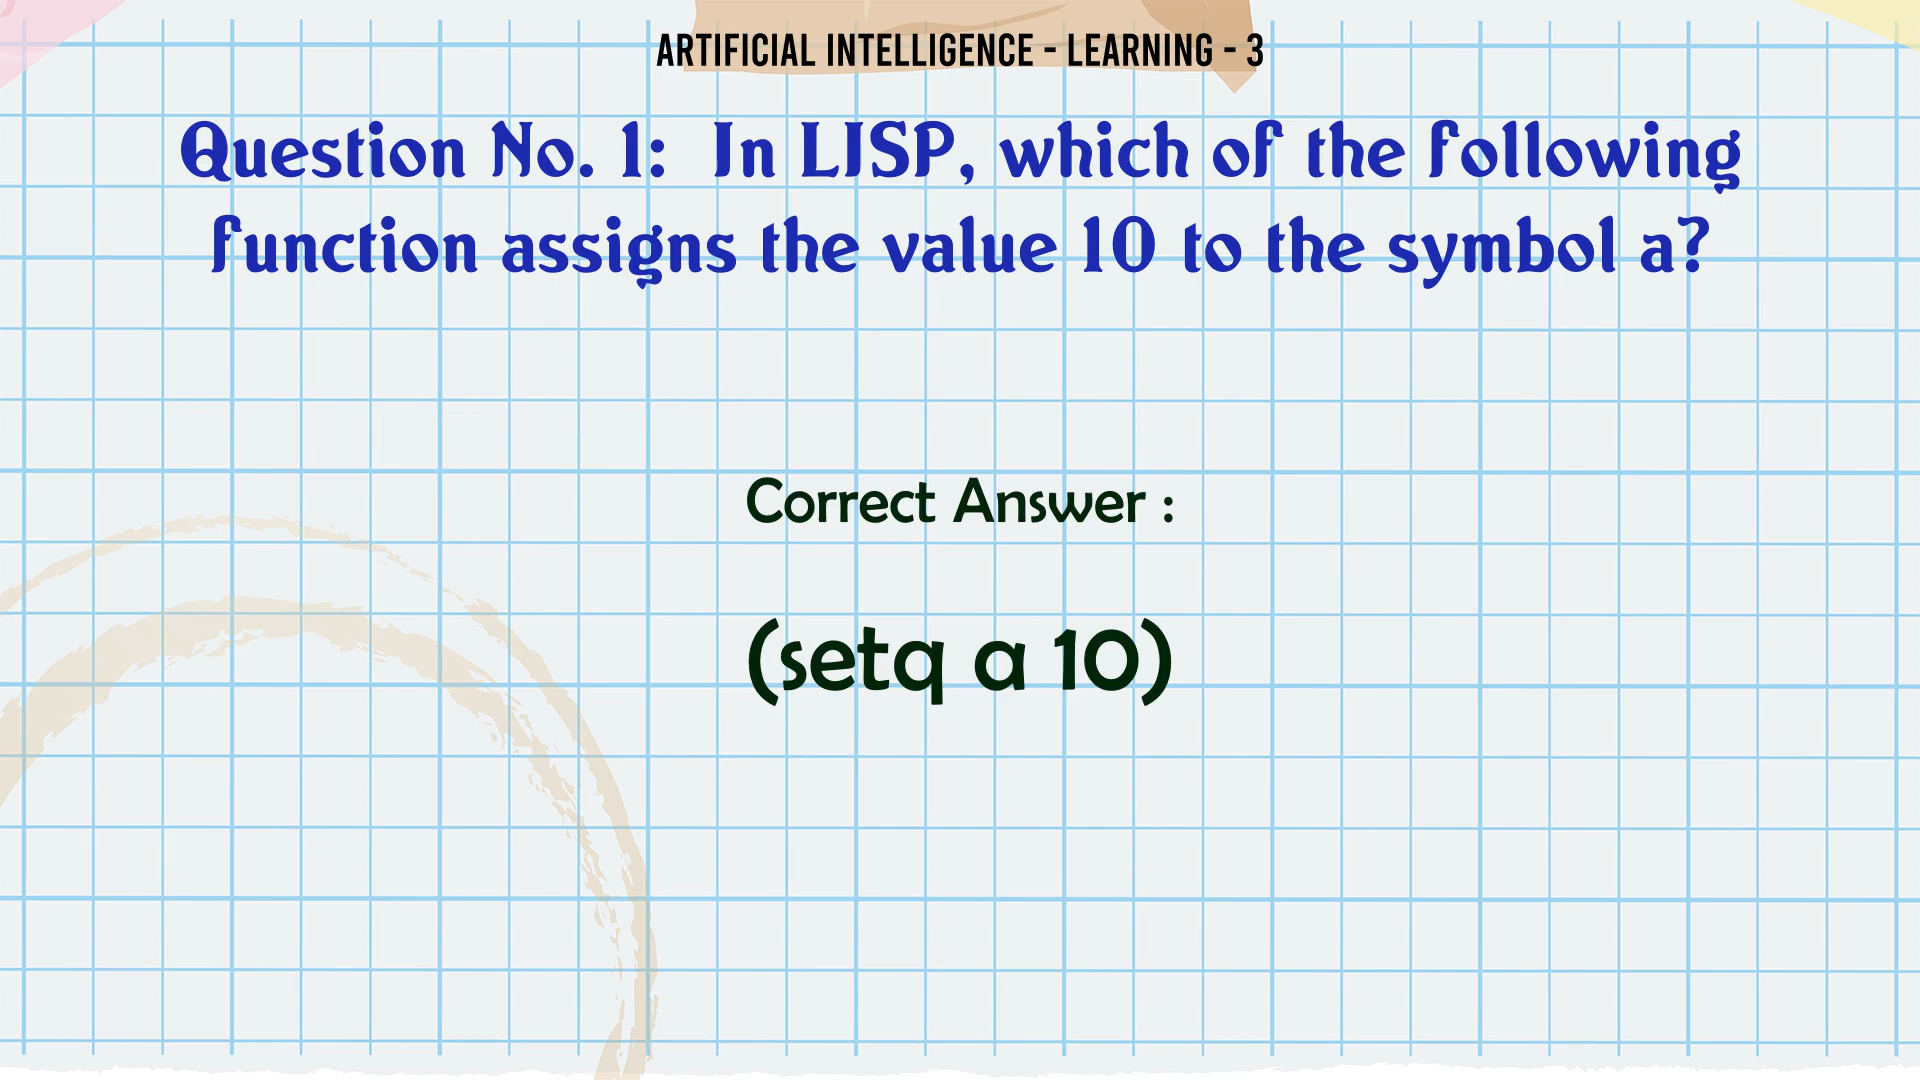 ARTIFICIAL INTELLIGENCE - LEARNING - 3
Question No. 1: In LISP, which of the following
function assigns the value 10 to the symbol a?
Correct Answer :
(setq a 10)